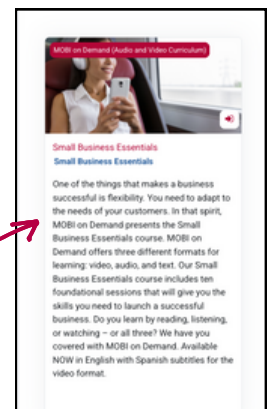 MOBI on Demand (Audio and Video Curriculum)
Small Business Essentials
Small Business Essentials
One of the things that makes a business
successful is flexibility. You need to adapt to
the needs of your customers. In that spirit,
MOBI on Demand presents the Small
Business Essentials course. MOBI on
Demand offers three different formats for
learning: video, audio, and text. Our Small
Business Essentials course includes ten
foundational sessions that will give you the
skills you need to launch a successful
business. Do you learn by reading, listening,
or watching – or all three? We have you
covered with MOBI on Demand. Available
NOW in English with Spanish subtitles for the
video format.